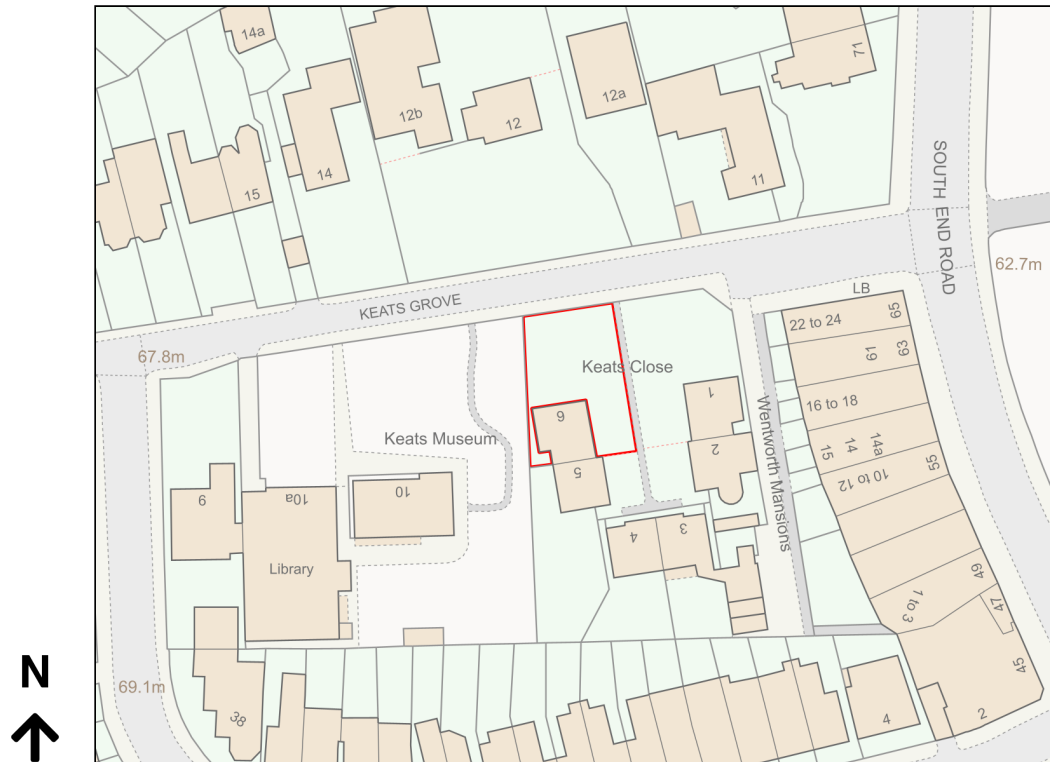 14a
71
12b
12a
12
14
15
11
SOUTH END ROAD
62.7m
LB
KEATS GROVE
22 to 24
65
63
61
67.8m
Keats Close
1
16 to 18
6
Wentworth Mansions
Keats Museum
2
15
14
14a
55
5
10 to 12
9
10a
10
4
3
Library
49
47
1 to 3
45
N
69.1m
38
4
2